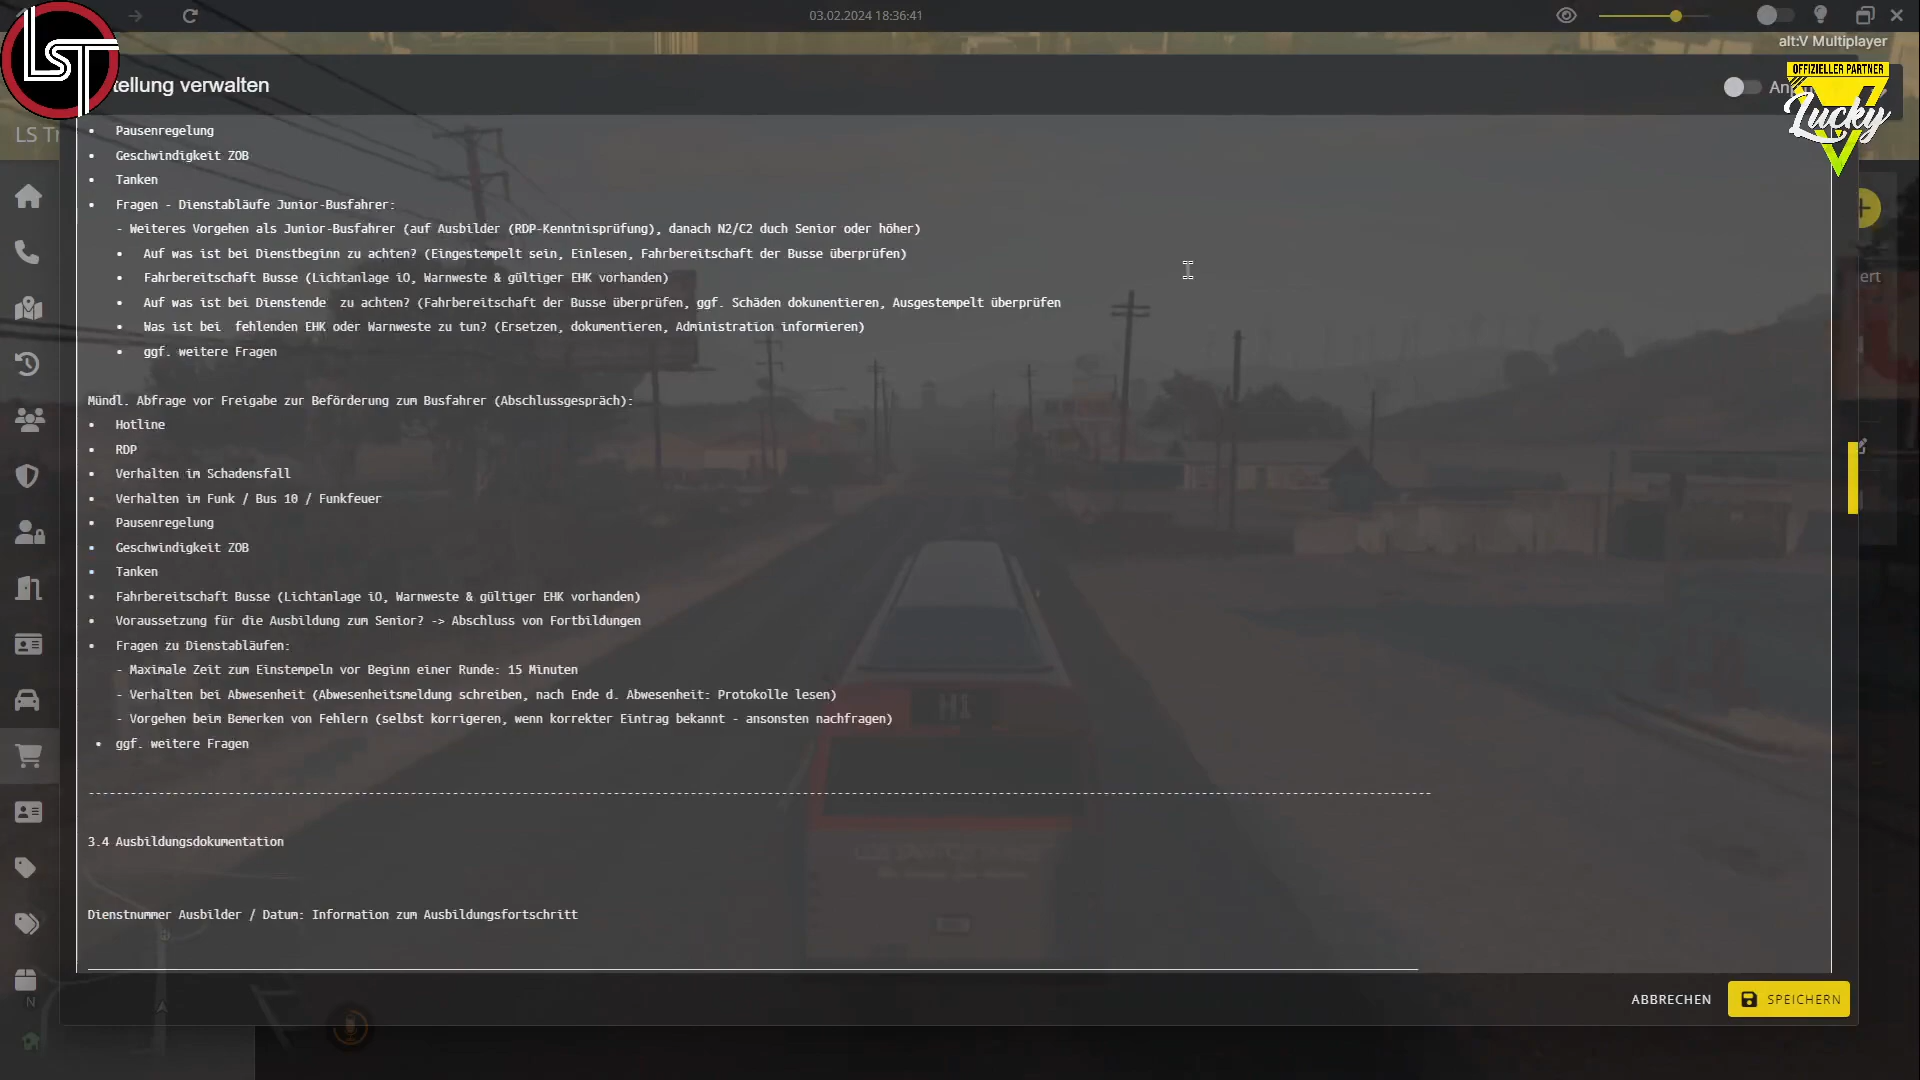 03.02.2024 18:36:41
alt:V Multiplayer
LST
tellung verwalten
OFFIZIELLER PARTNER
Lucky
LS Tr
• Pausenregelung
• Geschwindigkeit ZOB
• Tanken
• Fragen - Dienstabläufe Junior-Busfahrer:
- Weiteres Vorgehen als Junior-Busfahrer (auf Ausbilder (RDP-Kenntnisprüfung), danach N2/C2 duch Senior oder höher)
• Auf was ist bei Dienstbeginn zu achten? (Eingestempelt sein, Einlesen, Fahrbereitschaft der Busse überprüfen)
• Fahrbereitschaft Busse (Lichtanlage iO, Warnweste & gültiger EHK vorhanden)
• Auf was ist bei Dienstende zu achten? (Fahrbereitschaft der Busse überprüfen, ggf. Schäden dokunentieren, Ausgestempelt überprüfen
• Was ist bei fehlenden EHK oder Warnweste zu tun? (Ersetzen, dokumentieren, Administration informieren)
• ggf. weitere Fragen
ert
Mündl. Abfrage vor Freigabe zur Beförderung zum Busfahrer (Abschlussgespräch):
• Hotline
• RDP
• Verhalten im Schadensfall
• Verhalten im Funk / Bus 10 / Funkfeuer
• Pausenregelung
• Geschwindigkeit ZOB
• Tanken
• Fahrbereitschaft Busse (Lichtanlage iO, Warnweste & gültiger EHK vorhanden)
• Voraussetzung für die Ausbildung zum Senior? -> Abschluss von Fortbildungen
• Fragen zu Dienstabläufen:
- Maximale Zeit zum Einstempeln vor Beginn einer Runde: 15 Minuten
- Verhalten bei Abwesenheit (Abwesenheitsmeldung schreiben, nach Ende d. Abwesenheit: Protokolle lesen)
- Vorgehen beim Bemerken von Fehlern (selbst korrigeren, wenn korrekter Eintrag bekannt - ansonsten nachfragen)
• ggf. weitere Fragen
3.4 Ausbildungsdokumentation
Dienstnummer Ausbilder / Datum: Information zum Ausbildungsfortschritt
N
ABBRECHEN
SPEICHERN